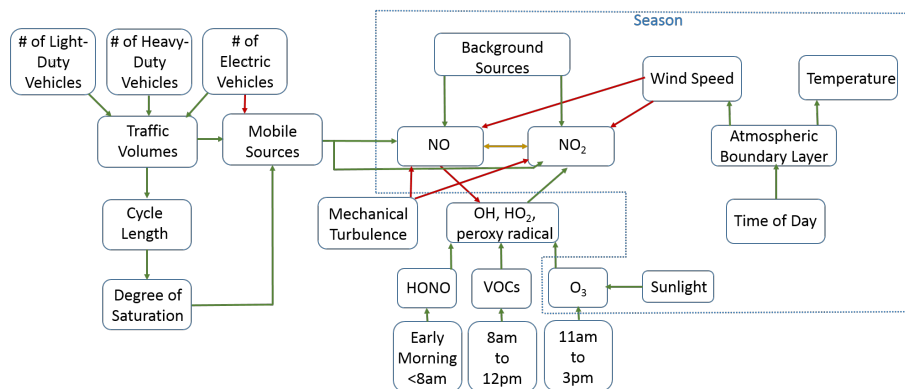 Season
# of Light-
Duty
Vehicles
# of Heavy-
Duty
Vehicles
# of
Electric
Vehicles
Background
Sources
Wind Speed
Temperature
Traffic
Volumes
Mobile
Sources
NO
NO₂
Atmospheric
Boundary Layer
Cycle
Length
Mechanical
Turbulence
OH, HO₂,
peroxy radical
Time of Day
Degree of
Saturation
HONO
VOCs
O₃
Sunlight
Early
Morning
<8am
8am
to
12pm
11am
to
3pm